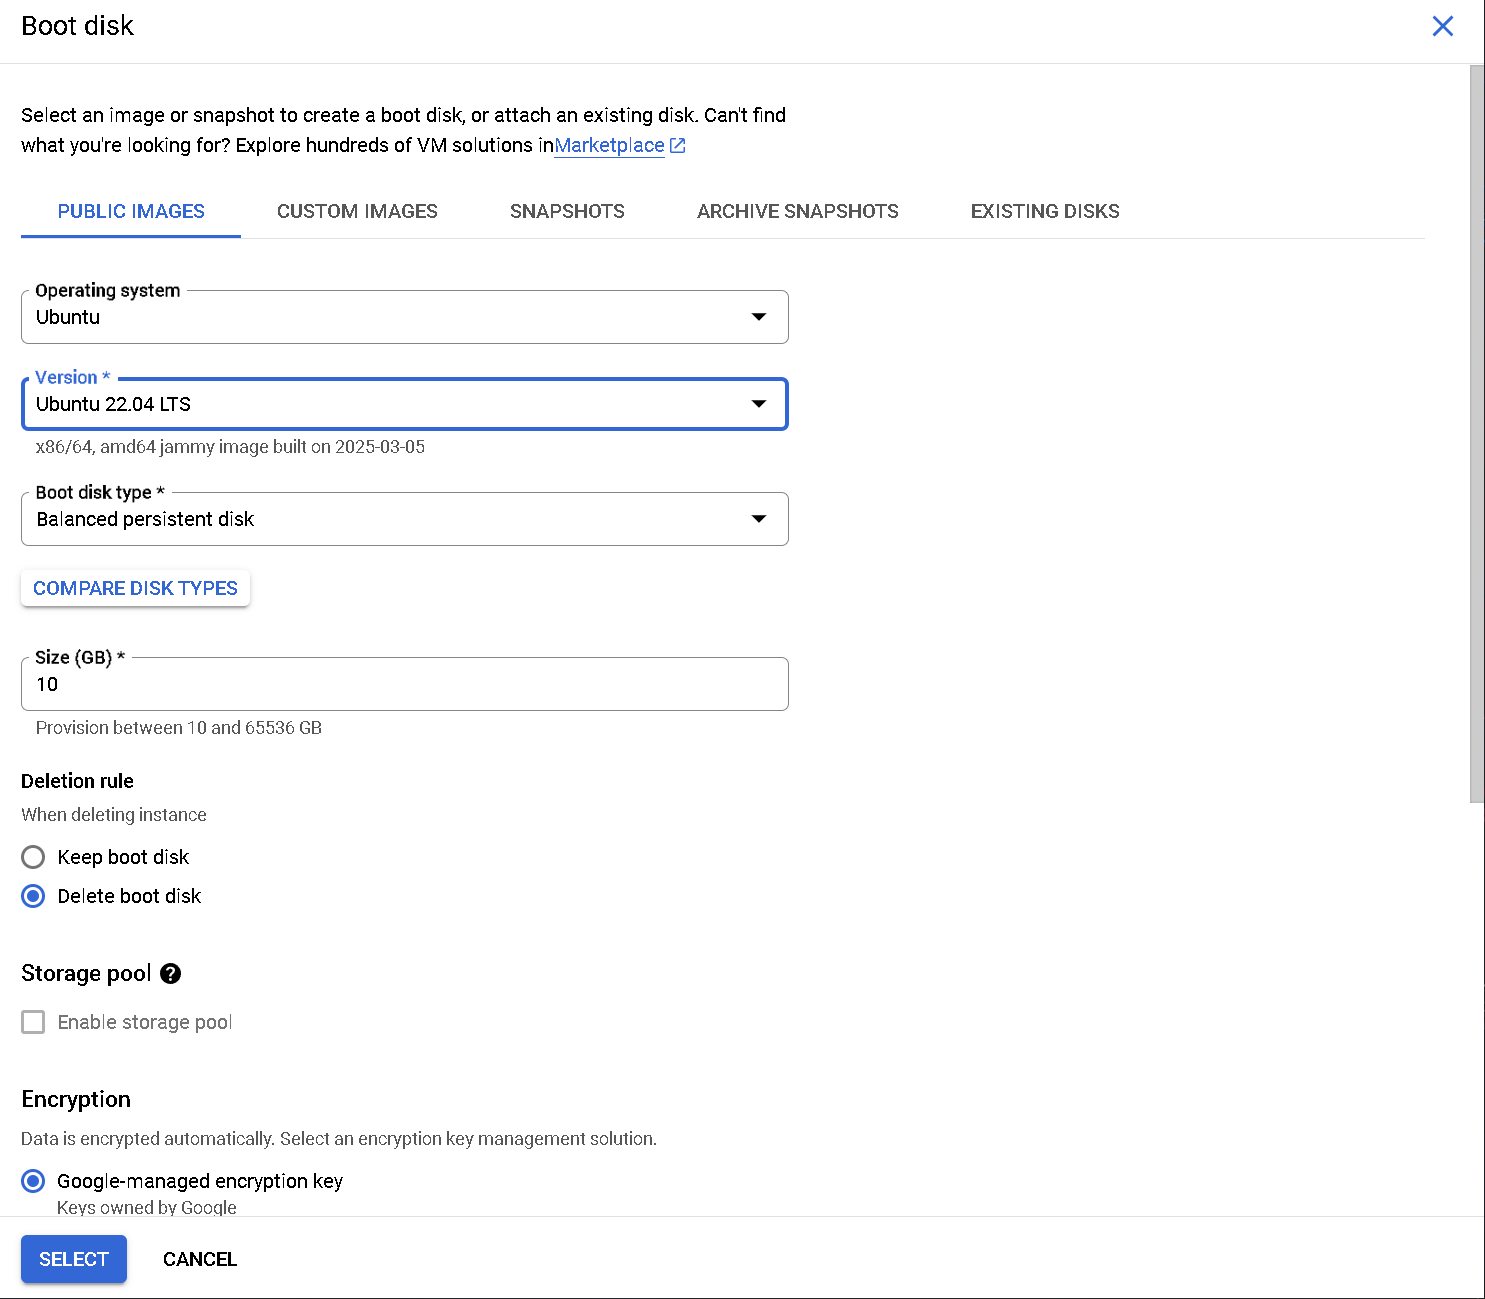 Boot disk
Select an image or snapshot to create a boot disk, or attach an existing disk. Can't find
what you're looking for? Explore hundreds of VM solutions inMarketplace
PUBLIC IMAGES
CUSTOM IMAGES
SNAPSHOTS
ARCHIVE SNAPSHOTS
EXISTING DISKS
Operating system
Ubuntu
Version *
Ubuntu 22.04 LTS
x86/64, amd64 jammy image built on 2025-03-05
Boot disk type *
Balanced persistent disk
COMPARE DISK TYPES
Size (GB) *
10
Provision between 10 and 65536 GB
Deletion rule
When deleting instance
Keep boot disk
Delete boot disk
Storage pool ?
Enable storage pool
Encryption
Data is encrypted automatically. Select an encryption key management solution.
Google-managed encryption key
Keys owned by Google
SELECT
CANCEL